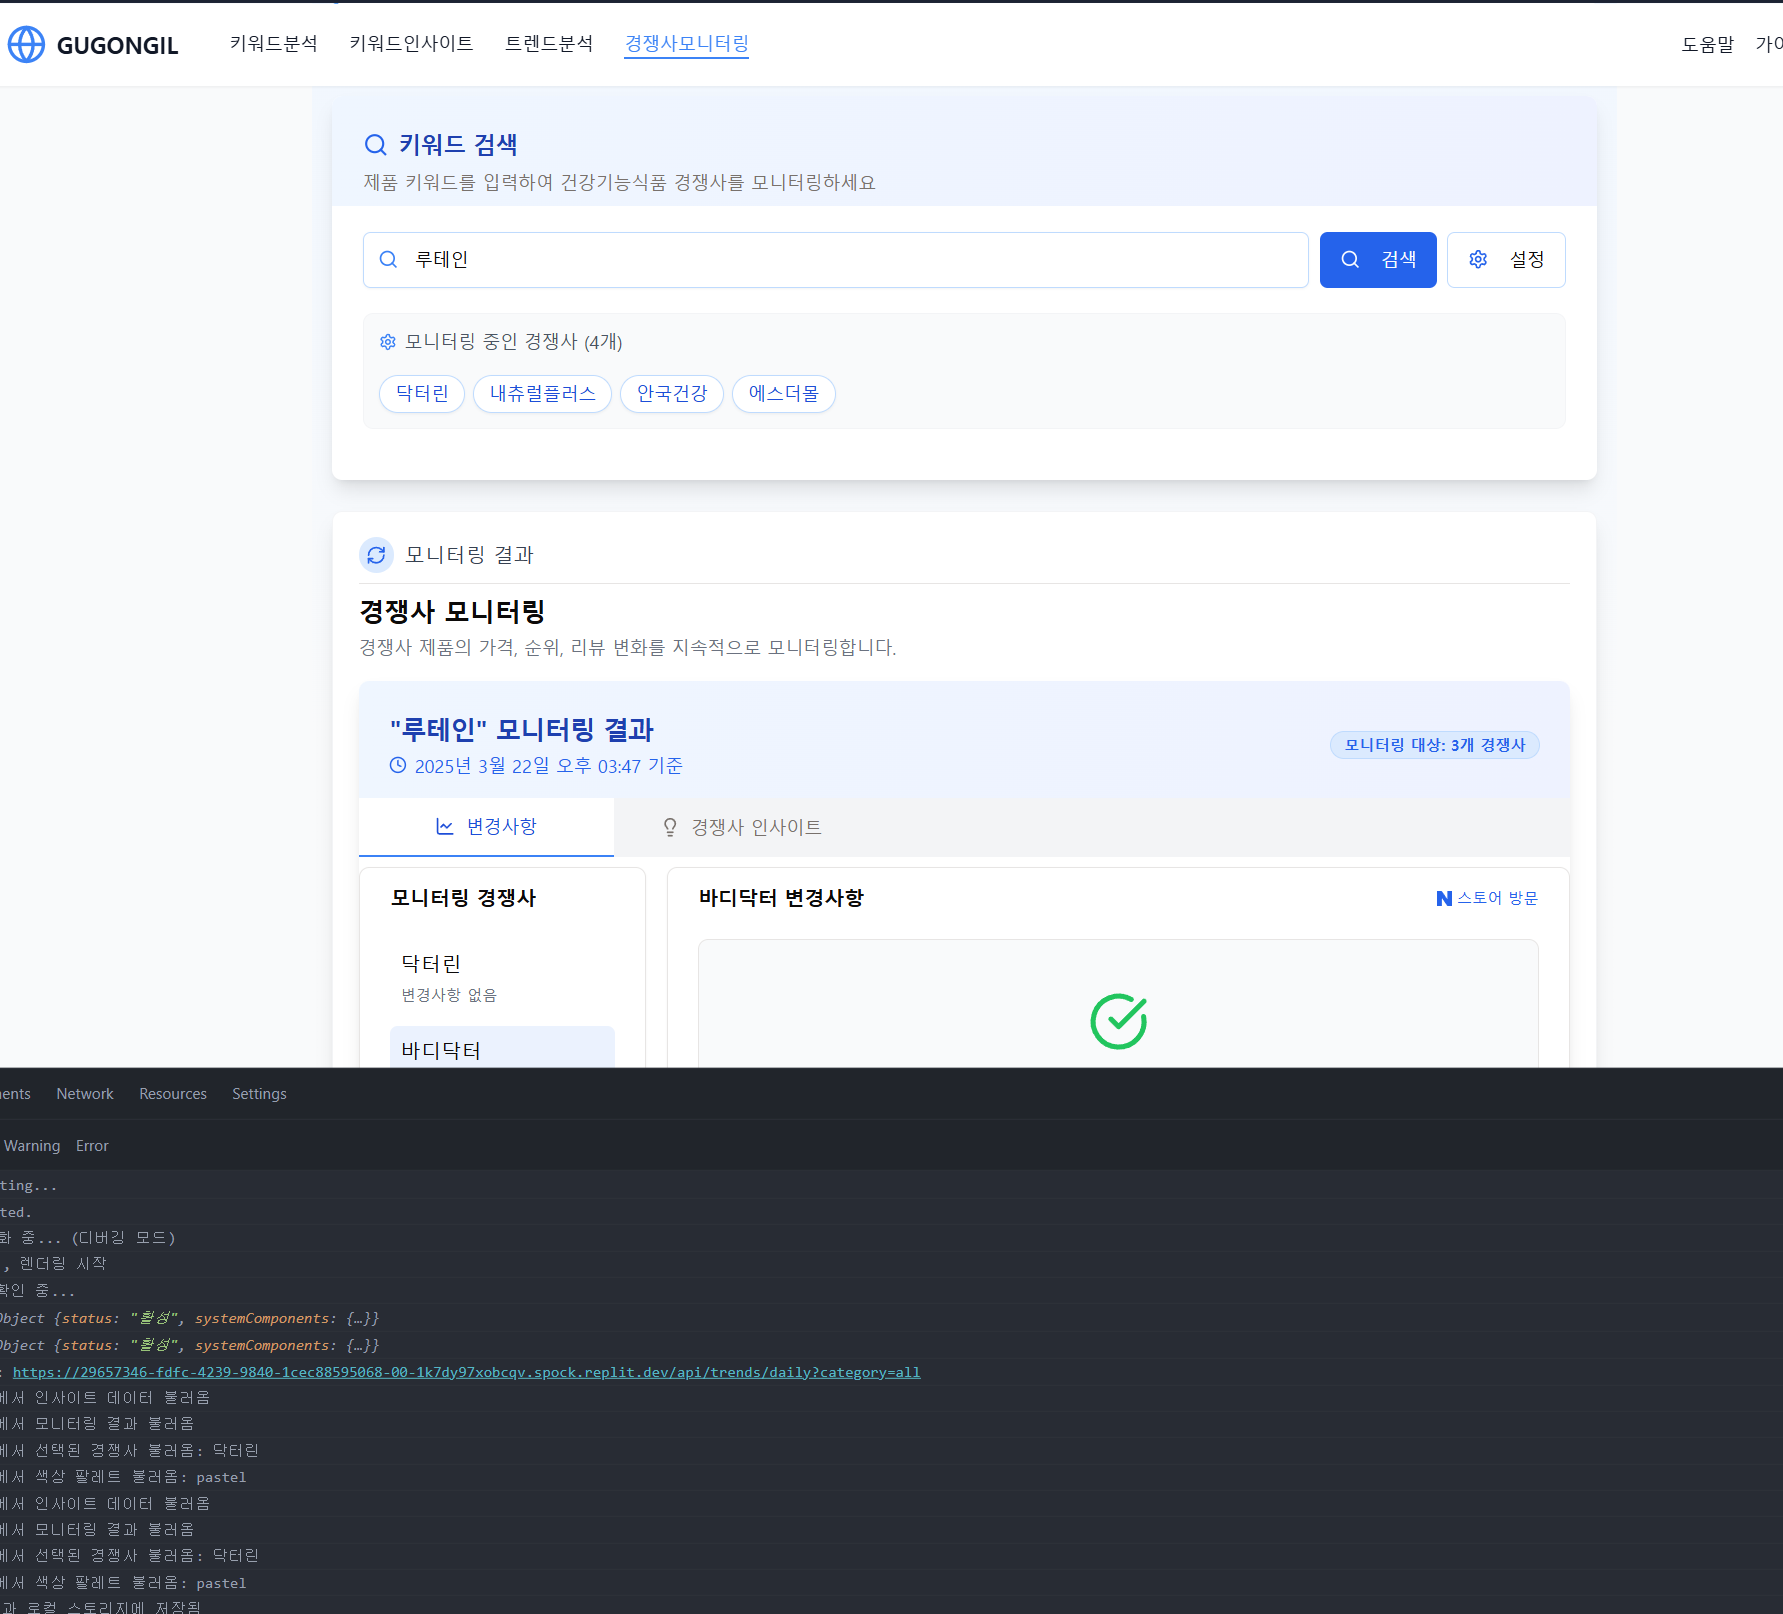 GUGONGIL 키워드분석 키워드인사이트 트렌드분석 경쟁사모니터링 도움말
키워드 검색
제품 키워드를 입력하여 건강기능식품 경쟁사를 모니터링하세요
루테인 검색 설정
모니터링 중인 경쟁사 (4개)
닥터린 내츄럴플러스 안국건강 에스더몰
모니터링 결과
경쟁사 모니터링
경쟁사 제품의 가격, 순위, 리뷰 변화를 지속적으로 모니터링합니다.
"루테인" 모니터링 결과
모니터링 대상: 3개 경쟁사
2025년 3월 22일 오후 03:47 기준
변경사항 경쟁사 인사이트
모니터링 경쟁사
닥터린
변경사항 없음
바디닥터
바디닥터 변경사항 N 스토어 방문
ents Network Resources Settings
Warning Error
ting...
ted.
화 중... (디버깅 모드)
, 렌더링 시작
확인 중...
Object {status: "활성", systemComponents: {…}}
Object {status: "활성", systemComponents: {…}}
: https://29657346-fdfc-4239-9840-1cec88595068-00-1k7dy97xobcqv.spock.replit.dev/api/trends/daily?category=all
에서 인사이트 데이터 불러옴
에서 모니터링 결과 불러옴
에서 선택된 경쟁사 불러옴: 닥터린
에서 색상 팔레트 불러옴: pastel
에서 인사이트 데이터 불러옴
에서 모니터링 결과 불러옴
에서 선택된 경쟁사 불러옴: 닥터린
에서 색상 팔레트 불러옴: pastel
과 로컬 스토리지에 저장됨